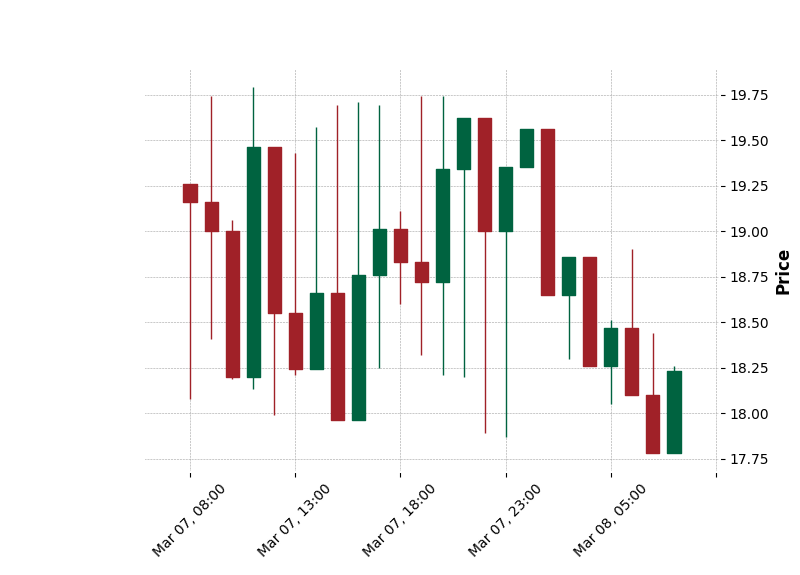 19.75
19.50
19.25
19.00
18.75
18.50
18.25
18.00
17.75
Price
Mar 07, 08:00
Mar 07, 13:00
Mar 07, 18:00
Mar 07, 23:00
Mar 08, 05:00